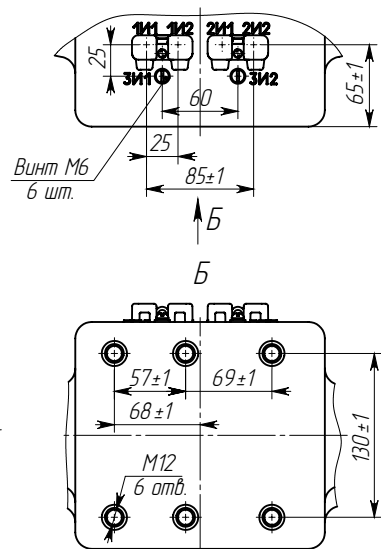 1И1 1И2 2И1 2И2
25
3И1 3И2
65±1
60
Винт М6
6 шт.
25
85±1
Б
Б
57±1 69±1
68±1
130±1
М12
6 отв.